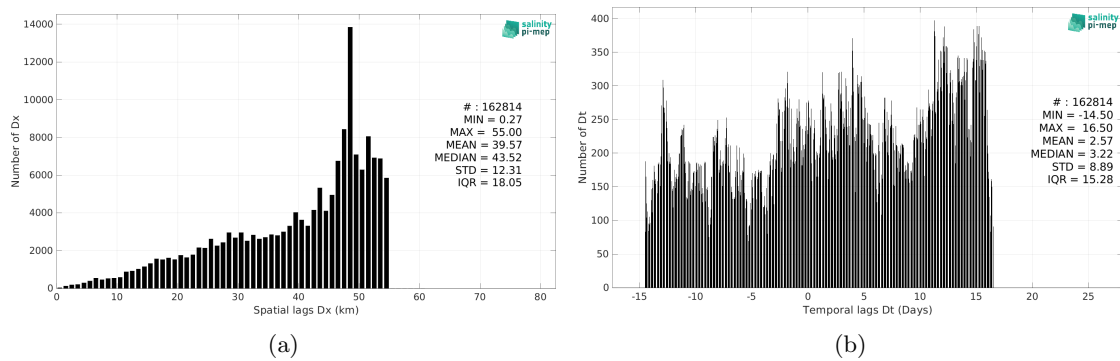 14000
12000
10000
8000
6000
4000
2000
0
Number of Dx
0 10 20 30 40 50 60 70 80
Spatial lags Dx (km)
salinity
pi-mep
# : 162814
MIN = 0.27
MAX = 55.00
MEAN = 39.57
MEDIAN = 43.52
STD = 12.31
IQR = 18.05
(a)
400
350
300
250
200
150
100
50
0
Number of Dt
-15 -10 -5 0 5 10 15 20 25
Temporal lags Dt (Days)
salinity
pi-mep
# : 162814
MIN = -14.50
MAX = 16.50
MEAN = 2.57
MEDIAN = 3.22
STD = 8.89
IQR = 15.28
(b)